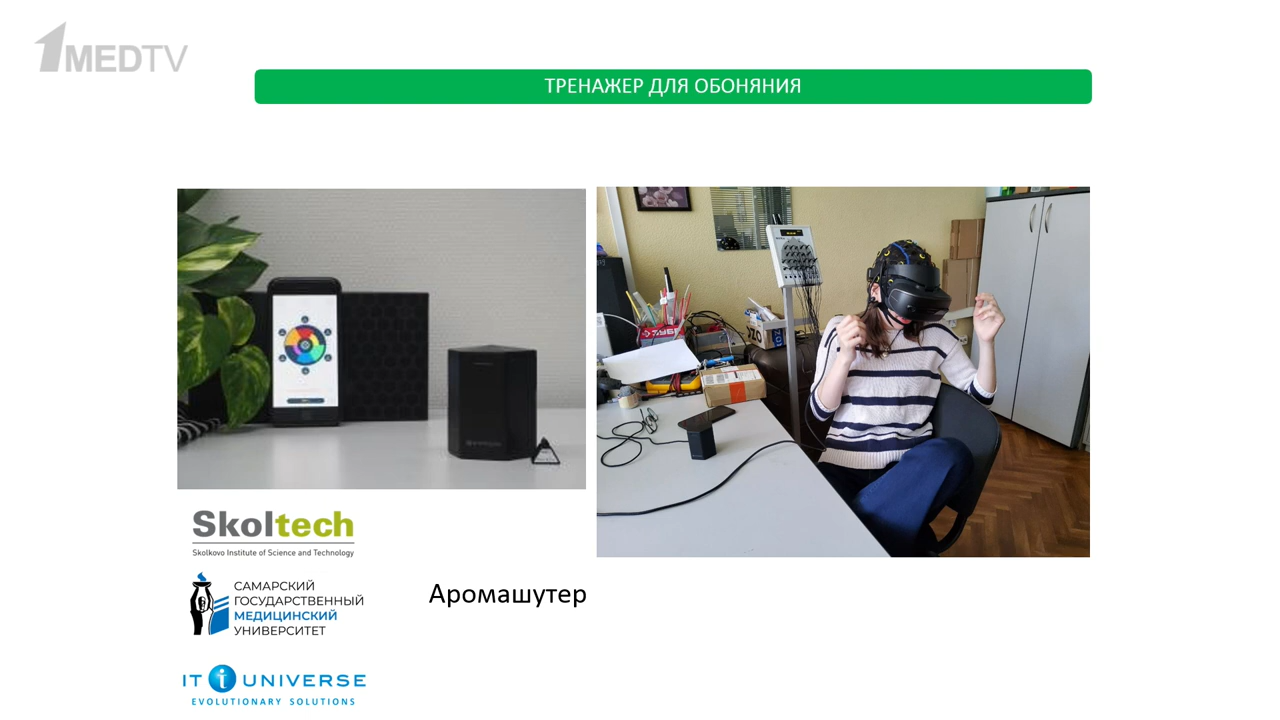 1MEDTV
ТРЕНАЖЕР ДЛЯ ОБОНЯНИЯ
Skoltech
Skolkovo Institute of Science and Technology
САМАРСКИЙ
ГОСУДАРСТВЕННЫЙ
МЕДИЦИНСКИЙ
УНИВЕРСИТЕТ
Аромашутер
IT UNIVERSE
EVOLUTIONARY SOLUTIONS